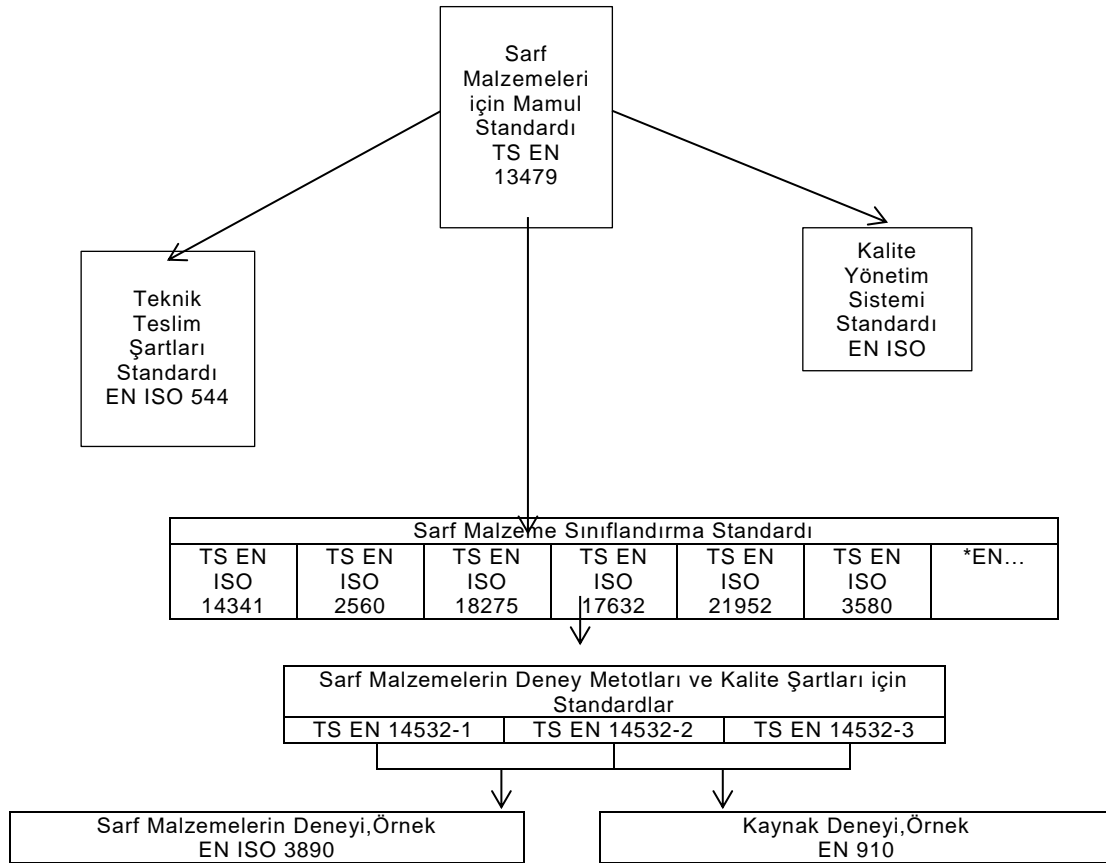 Sarf
Malzemeleri
için Mamul
Standardı
TS EN
13479
Teknik
Teslim
Şartları
Standardı
EN ISO 544
Kalite
Yönetim
Sistemi
Standardı
EN ISO
Sarf Malzeme Sınıflandırma Standardı
TS EN
ISO
14341
TS EN
ISO
2560
TS EN
ISO
18275
TS EN
ISO
17632
TS EN
ISO
21952
TS EN
ISO
3580
*EN...
Sarf Malzemelerin Deney Metotları ve Kalite Şartları için
Standardlar
TS EN 14532-1
TS EN 14532-2
TS EN 14532-3
Sarf Malzemelerin Deneyi,Örnek
EN ISO 3890
Kaynak Deneyi,Örnek
EN 910